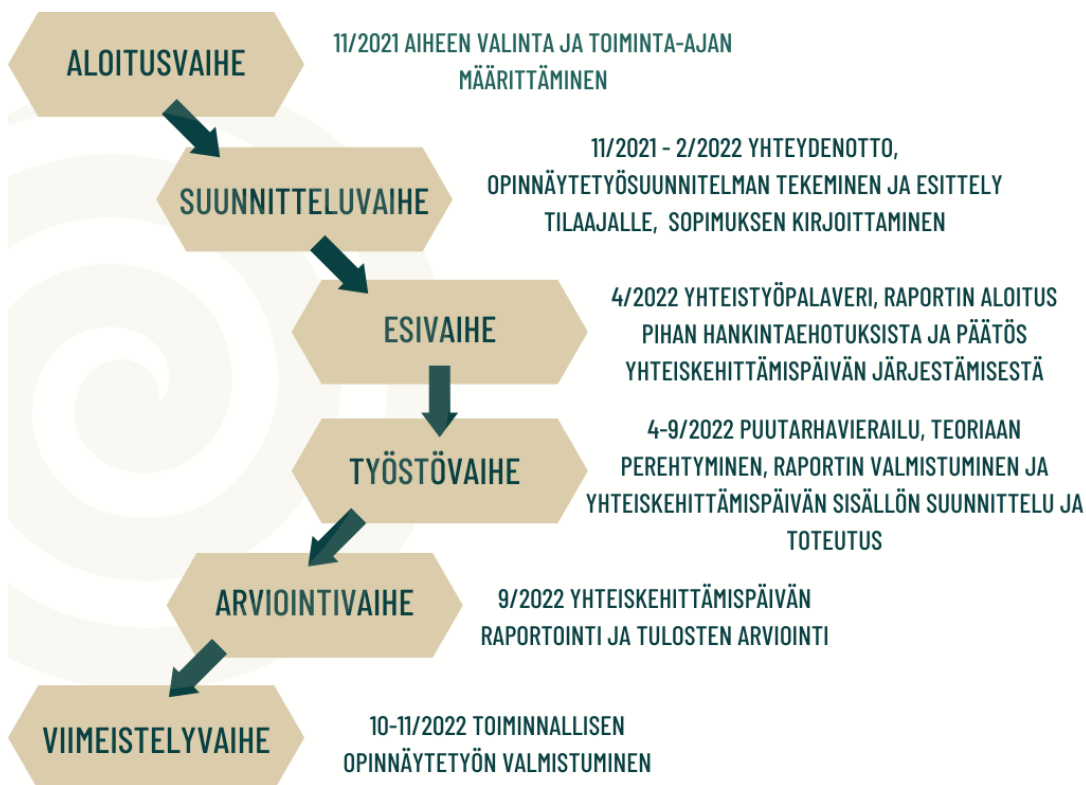 ALOITUSVAIHE
11/2021 AIHEEN VALINTA JA TOIMINTA-AJAN
MÄÄRITTÄMINEN
SUUNNITTELUVAIHE
11/2021 - 2/2022 YHTEYDENOTTO,
OPINNÄYTETYÖSUUNNITELMAN TEKEMINEN JA ESITTELY
TILAAJALLE, SOPIMUKSEN KIRJOITTAMINEN
ESIVAIHE
4/2022 YHTEISTYÖPALAVERI, RAPORTIN ALOITUS
PIHAN HANKINTAEHOTUKSISTA JA PÄÄTÖS
YHTEISKEHITTÄMISPÄIVÄN JÄRJESTÄMISESTÄ
TYÖSTÖVAIHE
4-9/2022 PUUTARHAVIERAILU, TEORIAAN
PEREHTYMINEN, RAPORTIN VALMISTUMINEN JA
YHTEISKEHITTÄMISPÄIVÄN SISÄLLÖN SUUNNITTELU JA
TOTEUTUS
ARVIOINTIVAIHE
9/2022 YHTEISKEHITTÄMISPÄIVÄN
RAPORTOINTI JA TULOSTEN ARVIOINTI
VIIMEISTELYVAIHE
10-11/2022 TOIMINNALLISEN
OPINNÄYTETYÖN VALMISTUMINEN